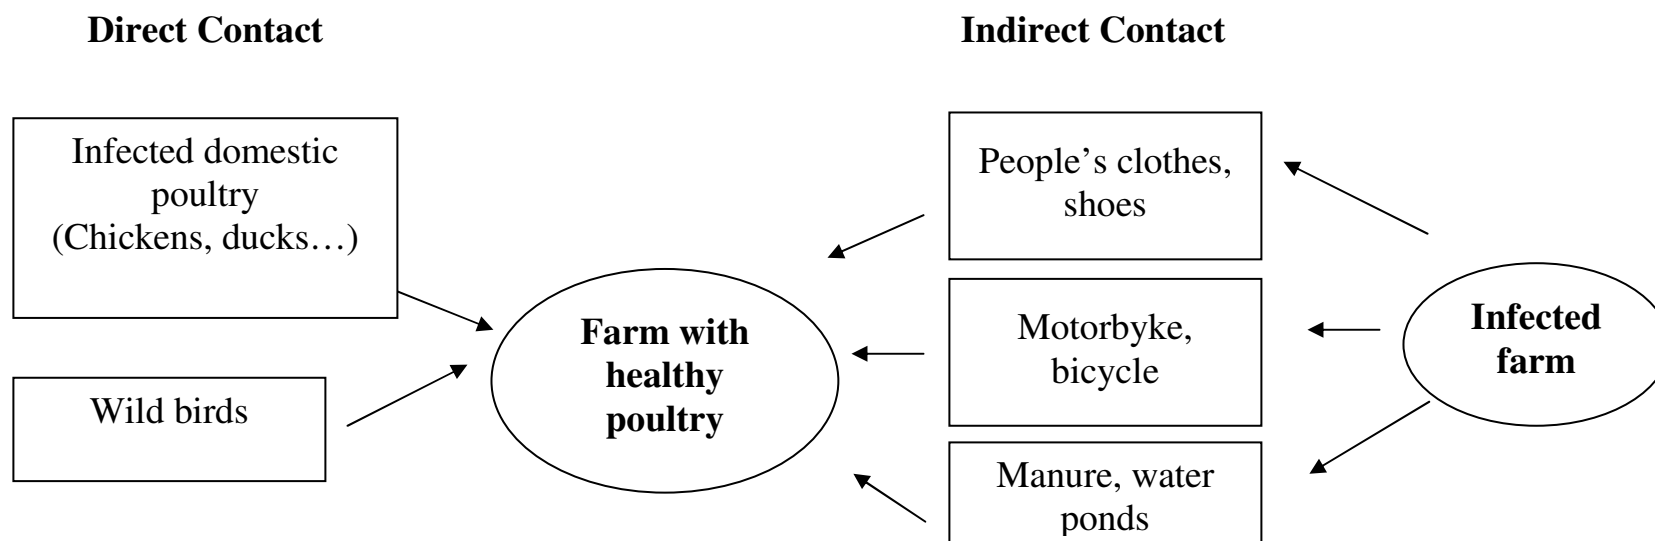 Direct Contact
Indirect Contact
Infected domestic
poultry
(Chickens, ducks…)
Wild birds
Farm with
healthy
poultry
People’s clothes,
shoes
Motorbyke,
bicycle
Manure, water
ponds
Infected
farm